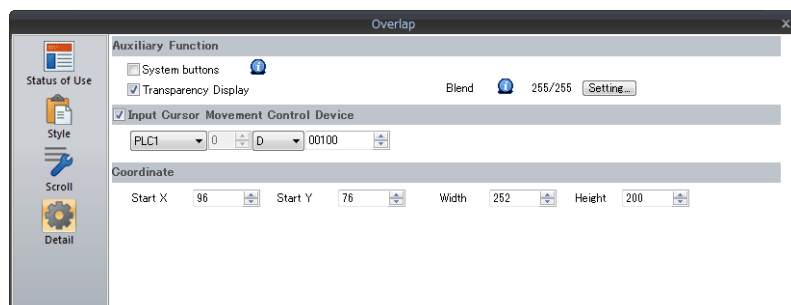 Overlap
Status of Use
Style
Scroll
Detail
Auxiliary Function
System buttons
Transparency Display Blend 255/255 Setting...
Input Cursor Movement Control Device
PLC1 0 D 00100
Coordinate
Start X 96 Start Y 76 Width 252 Height 200